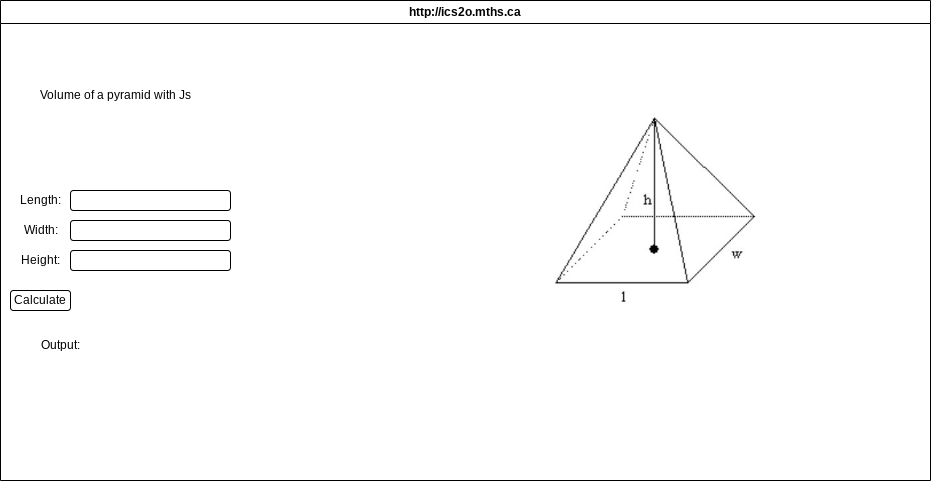 http://ics2o.mths.ca
Volume of a pyramid with Js
Length:
Width:
Height:
Calculate
Output:
h
w
l